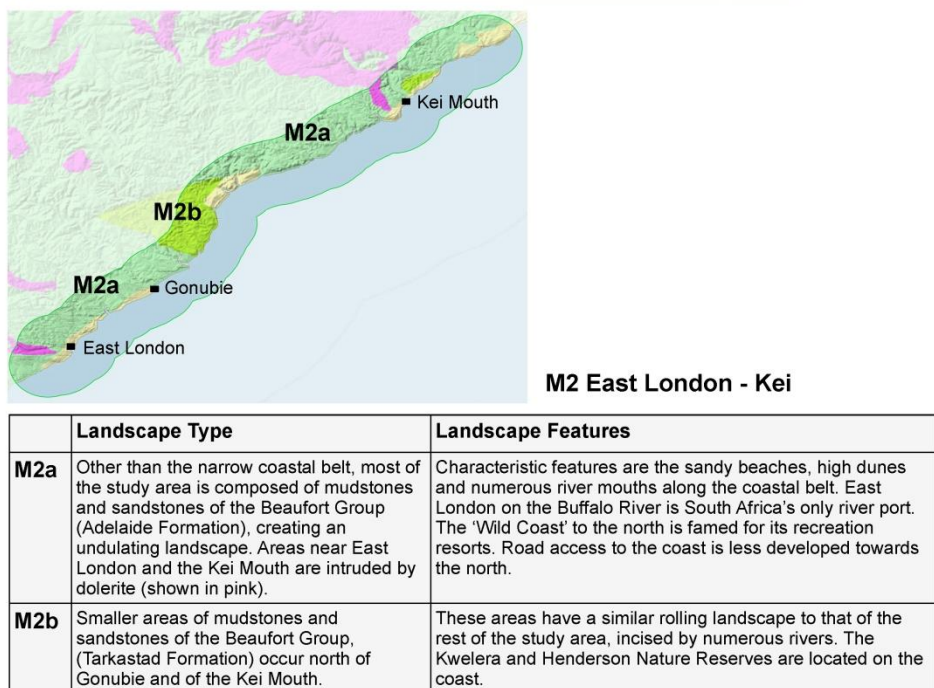 Kei Mouth
M2a
M2b
M2a
Gonubie
East London
M2 East London - Kei
Landscape Type
Landscape Features
M2a
Other than the narrow coastal belt, most of
the study area is composed of mudstones
and sandstones of the Beaufort Group
(Adelaide Formation), creating an
undulating landscape. Areas near East
London and the Kei Mouth are intruded by
dolerite (shown in pink).
Characteristic features are the sandy beaches, high dunes
and numerous river mouths along the coastal belt. East
London on the Buffalo River is South Africa's only river port.
The ‘Wild Coast’ to the north is famed for its recreation
resorts. Road access to the coast is less developed towards
the north.
M2b
Smaller areas of mudstones and
sandstones of the Beaufort Group,
(Tarkastad Formation) occur north of
Gonubie and of the Kei Mouth.
These areas have a similar rolling landscape to that of the
rest of the study area, incised by numerous rivers. The
Kwelera and Henderson Nature Reserves are located on the
coast.